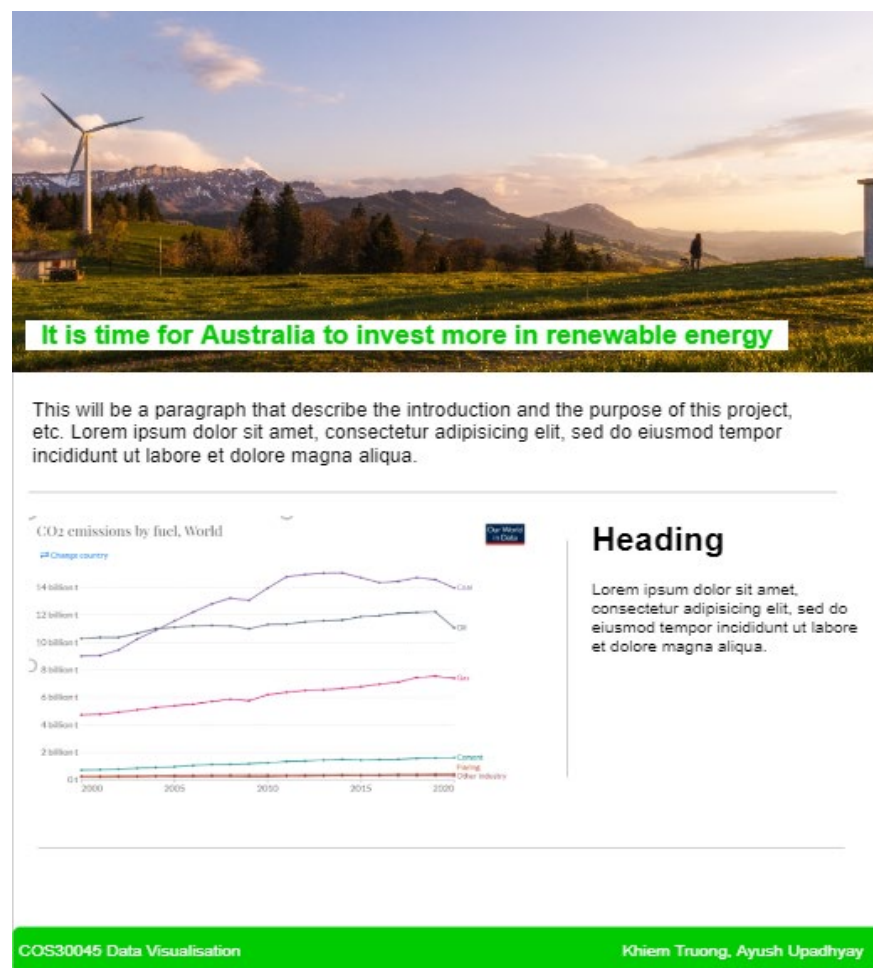 It is time for Australia to invest more in renewable energy
This will be a paragraph that describe the introduction and the purpose of this project,
etc. Lorem ipsum dolor sit amet, consectetur adipisicing elit, sed do eiusmod tempor
incididunt ut labore et dolore magna aliqua.
CO₂ emissions by fuel, World
Our World
in Data
⇄ Change country
14 billion t
12 billion t
10 billion t
8 billion t
6 billion t
4 billion t
2 billion t
0 t
Coal
Oil
Gas
Cement
Flaring
Other industry
2000
2005
2010
2015
2020
Heading
Lorem ipsum dolor sit amet,
consectetur adipisicing elit, sed do
eiusmod tempor incididunt ut labore
et dolore magna aliqua.
COS30045 Data Visualisation
Khiem Truong, Ayush Upadhyay